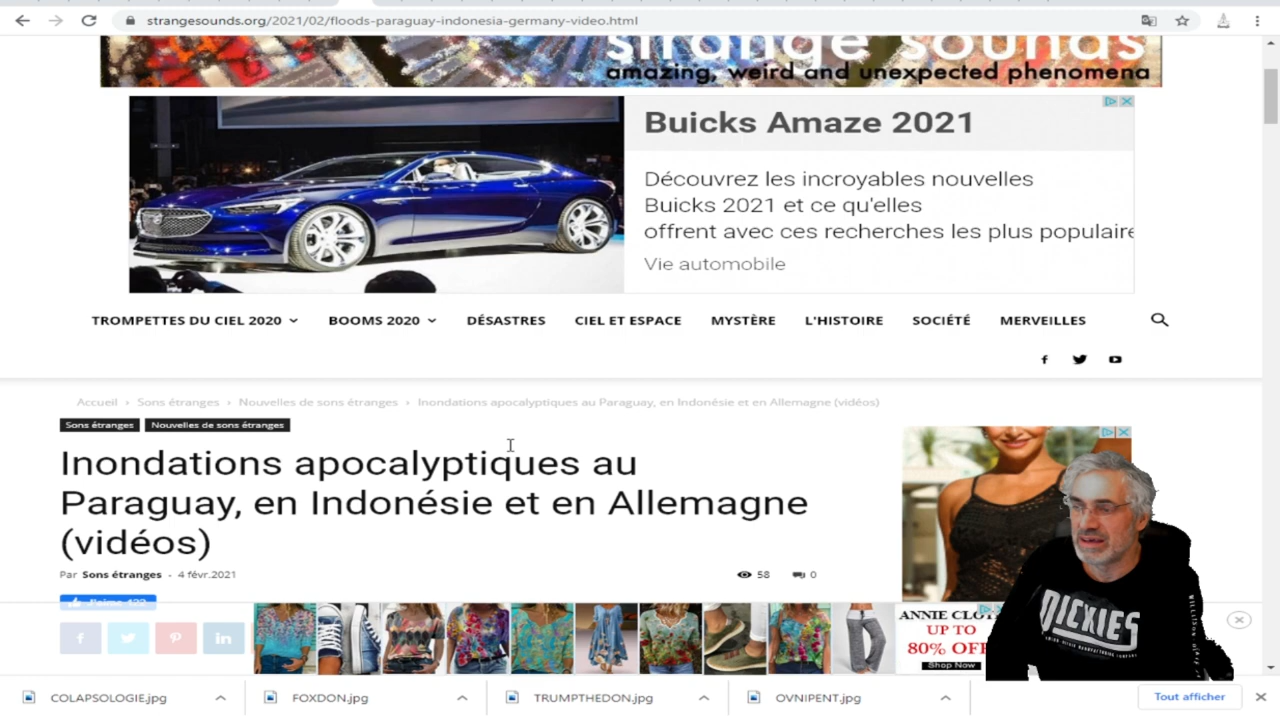 strangesounds.org/2021/02/floods-paraguay-indonesia-germany-video.html
strange sounds
amazing, weird and unexpected phenomena
Buicks Amaze 2021
Découvrez les incroyables nouvelles
Buicks 2021 et ce qu'elles
offrent avec ces recherches les plus populaire
Vie automobile
TROMPETTES DU CIEL 2020 BOOMS 2020 DÉSASTRES CIEL ET ESPACE MYSTÈRE L'HISTOIRE SOCIÉTÉ MERVEILLES
Accueil › Sons étranges › Nouvelles de sons étranges › Inondations apocalyptiques au Paraguay, en Indonésie et en Allemagne (vidéos)
Sons étranges Nouvelles de sons étranges
Inondations apocalyptiques au
Paraguay, en Indonésie et en Allemagne
(vidéos)
Par Sons étranges - 4 févr.2021 58 0
J'aime 422
ANNIE CLO
UP TO
80% OFF
Shop Now
DICKIES
COLAPSOLOGIE.jpg FOXDON.jpg TRUMPTHEDON.jpg OVNIPENT.jpg Tout afficher